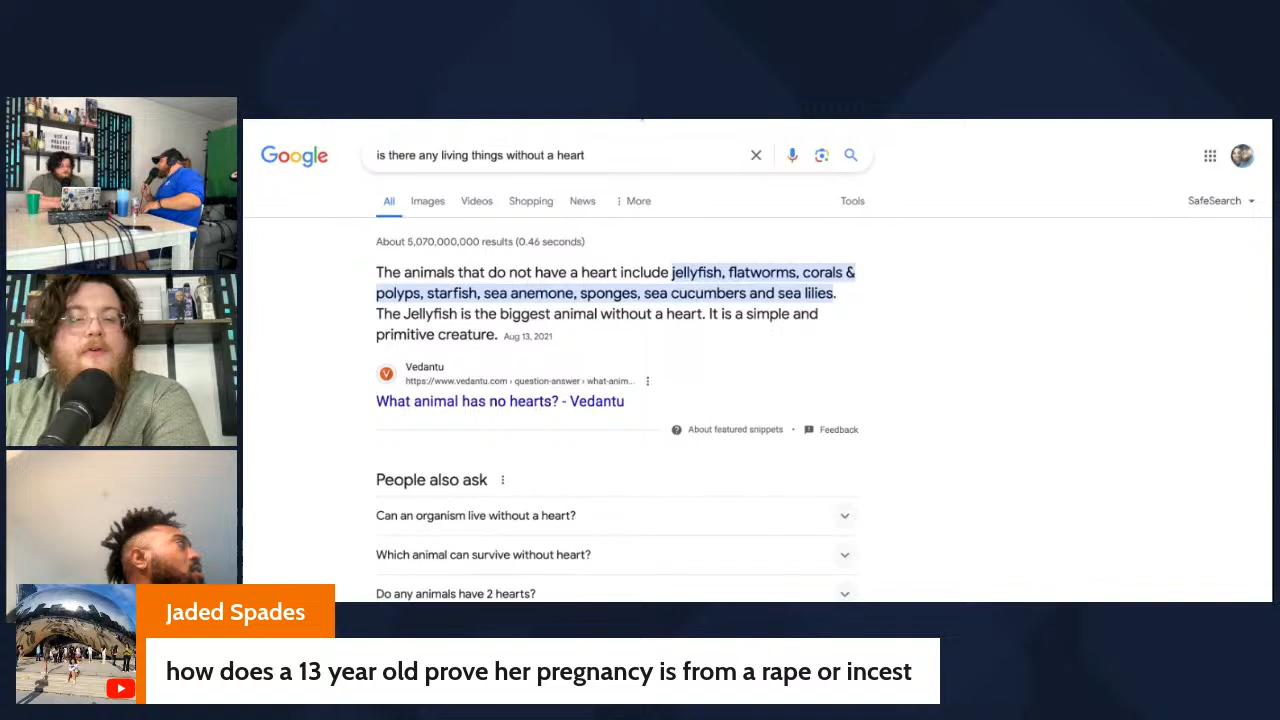 Google
is there any living things without a heart
All
Images
Videos
Shopping
News
More
Tools
SafeSearch
About 5,070,000,000 results (0.46 seconds)
The animals that do not have a heart include jellyfish, flatworms, corals &
polyps, starfish, sea anemone, sponges, sea cucumbers and sea lilies.
The Jellyfish is the biggest animal without a heart. It is a simple and
primitive creature. Aug 13, 2021
V
Vedantu
https://www.vedantu.com › question-answer › what-anim...
What animal has no hearts? - Vedantu
About featured snippets
Feedback
People also ask
Can an organism live without a heart?
Which animal can survive without heart?
Do any animals have 2 hearts?
Jaded Spades
how does a 13 year old prove her pregnancy is from a rape or incest